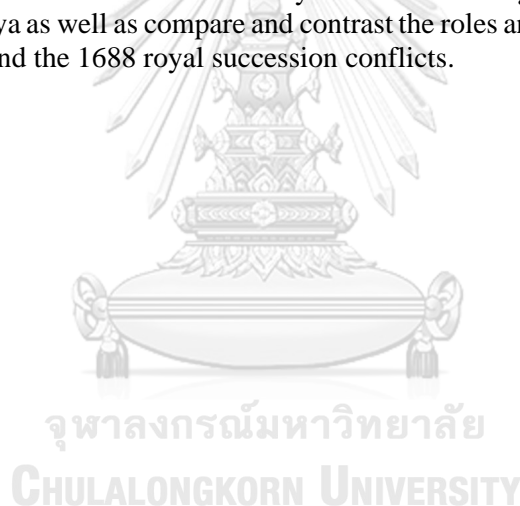 ya as well as compare and contrast the roles an
nd the 1688 royal succession conflicts.
จุฬาลงกรณ์มหาวิทยาลัย
CHULALONGKORN UNIVERSITY